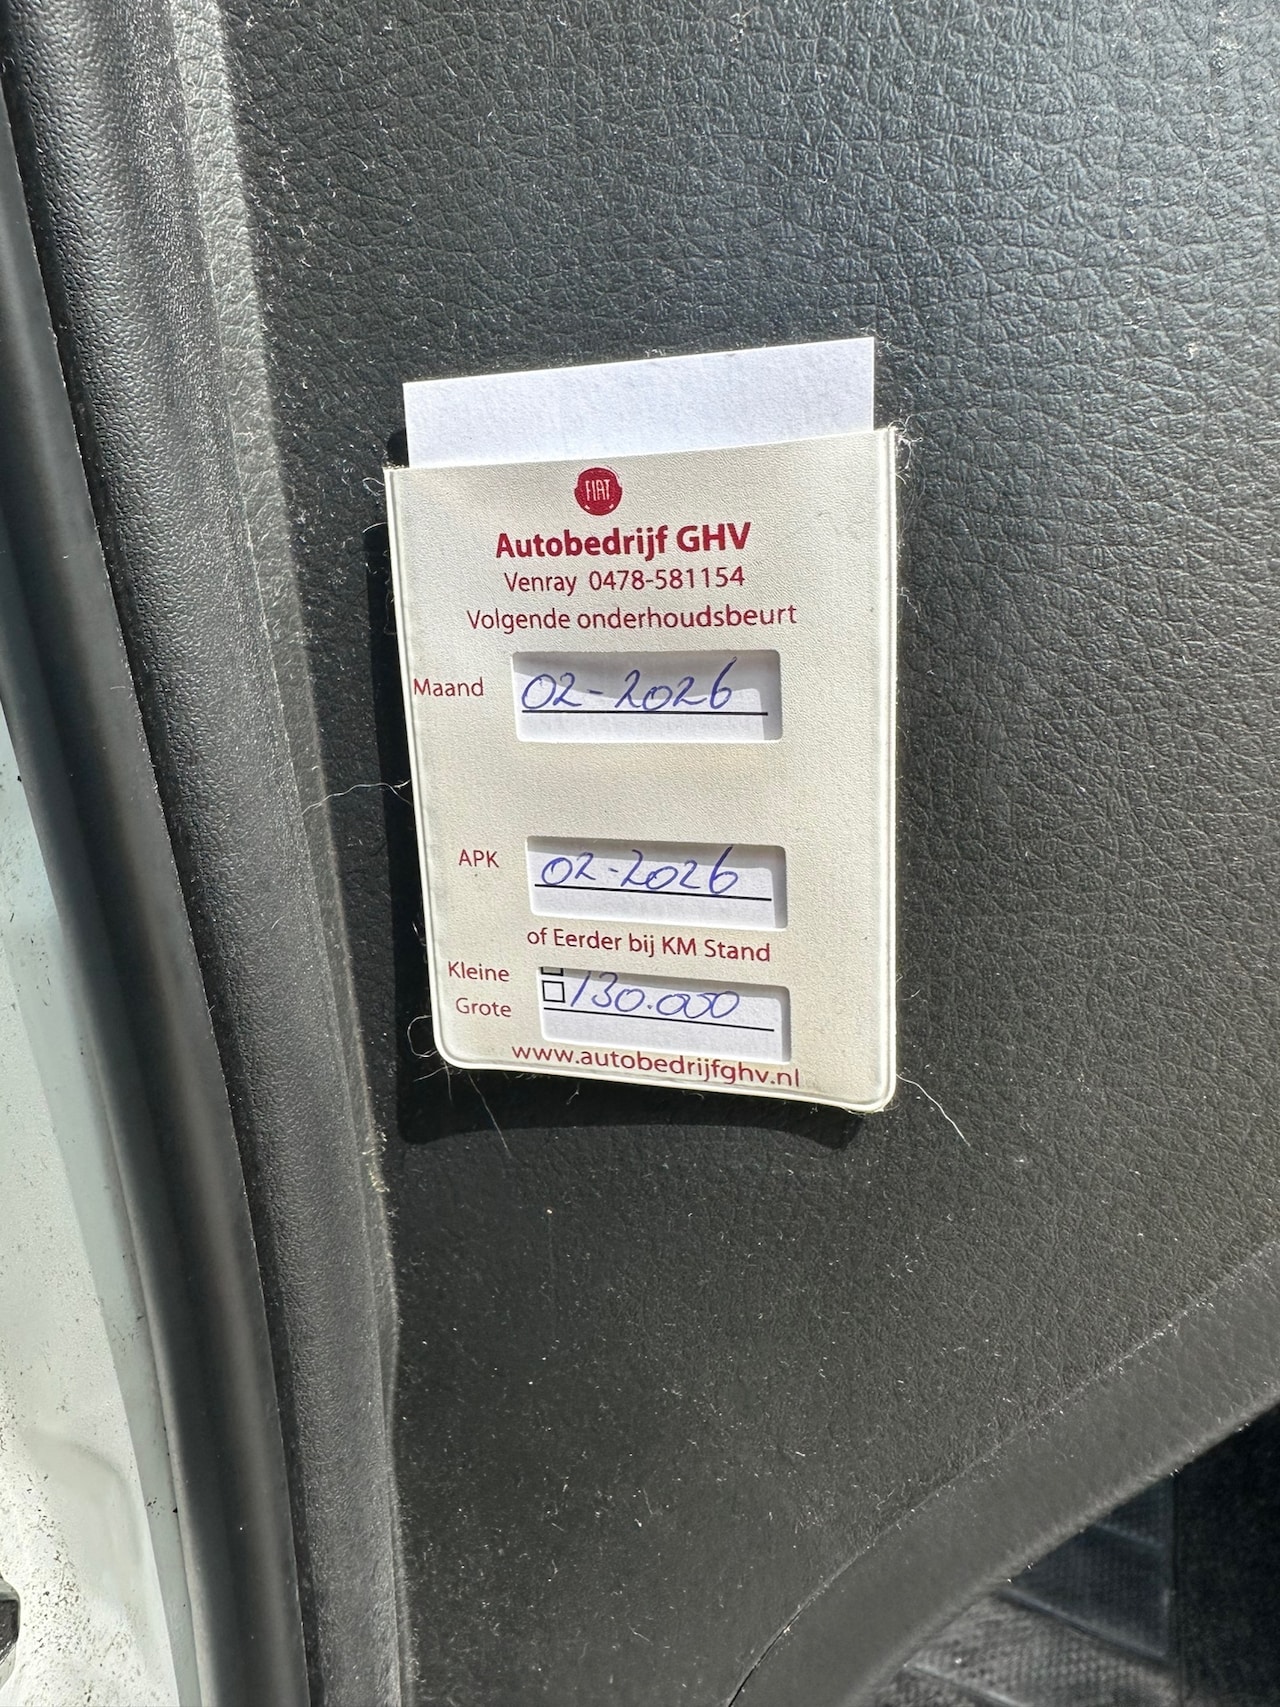 FIAT
Autobedrijf GHV
Venray 0478-581154
Volgende onderhoudsbeurt
Maand 02-2026
APK 02-2026
of Eerder bij KM Stand
Kleine
Grote 130.000
www.autobedrijfghv.nl